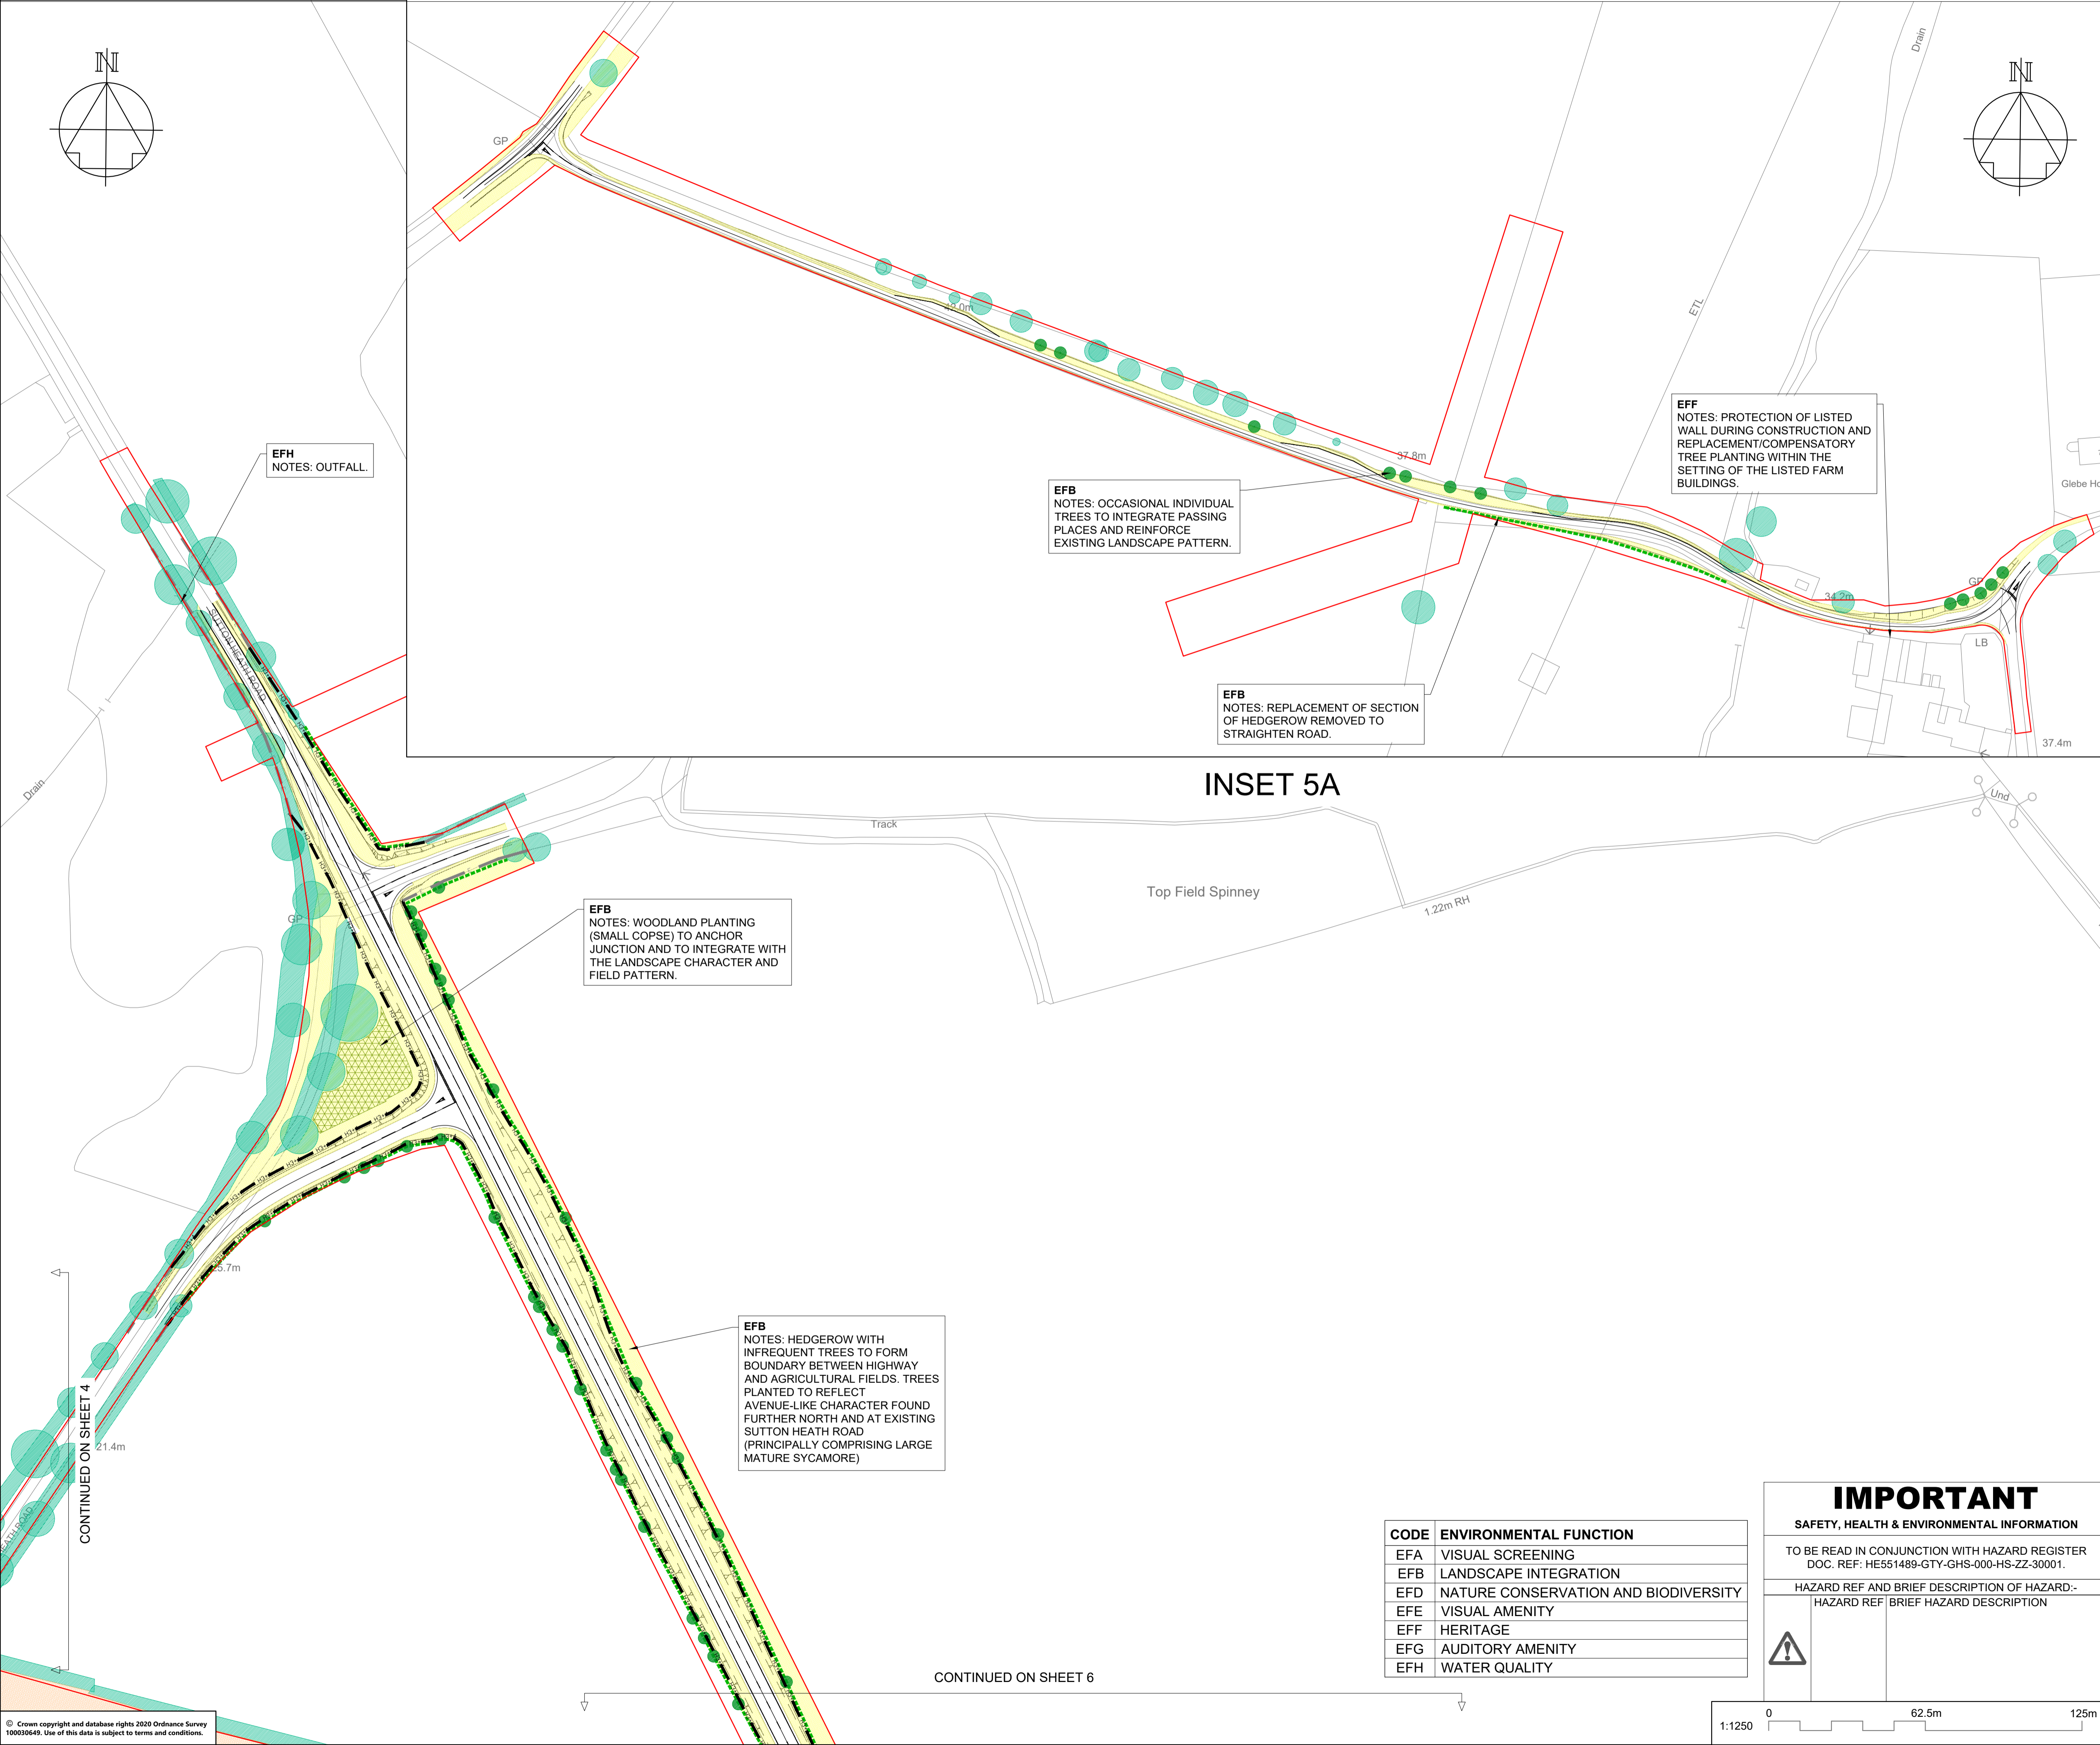 N
N
Drain
GP
42.0m
ETL
EFF
NOTES: PROTECTION OF LISTED
WALL DURING CONSTRUCTION AND
REPLACEMENT/COMPENSATORY
TREE PLANTING WITHIN THE
SETTING OF THE LISTED FARM
BUILDINGS.
EFH
NOTES: OUTFALL.
37.8m
EFB
NOTES: OCCASIONAL INDIVIDUAL
TREES TO INTEGRATE PASSING
PLACES AND REINFORCE
EXISTING LANDSCAPE PATTERN.
GP
34.2m
LB
SUTTON HEATH ROAD
EFB
NOTES: REPLACEMENT OF SECTION
OF HEDGEROW REMOVED TO
STRAIGHTEN ROAD.
37.4m
INSET 5A
Drain
Und
Track
Top Field Spinney
1.22m RH
GP
EFB
NOTES: WOODLAND PLANTING
(SMALL COPSE) TO ANCHOR
JUNCTION AND TO INTEGRATE WITH
THE LANDSCAPE CHARACTER AND
FIELD PATTERN.
EFB
NOTES: HEDGEROW WITH
INFREQUENT TREES TO FORM
BOUNDARY BETWEEN HIGHWAY
AND AGRICULTURAL FIELDS. TREES
PLANTED TO REFLECT
AVENUE-LIKE CHARACTER FOUND
FURTHER NORTH AND AT EXISTING
SUTTON HEATH ROAD
(PRINCIPALLY COMPRISING LARGE
MATURE SYCAMORE)
CONTINUED ON SHEET 4
21.4m
HEATH ROAD
CONTINUED ON SHEET 6
CODE ENVIRONMENTAL FUNCTION
EFA VISUAL SCREENING
EFB LANDSCAPE INTEGRATION
EFD NATURE CONSERVATION AND BIODIVERSITY
EFE VISUAL AMENITY
EFF HERITAGE
EFG AUDITORY AMENITY
EFH WATER QUALITY
IMPORTANT
SAFETY, HEALTH & ENVIRONMENTAL INFORMATION
TO BE READ IN CONJUNCTION WITH HAZARD REGISTER
DOC. REF: HE551489-GTY-GHS-000-HS-ZZ-30001.
HAZARD REF AND BRIEF DESCRIPTION OF HAZARD:-
HAZARD REF BRIEF HAZARD DESCRIPTION
1:1250 0 62.5m 125m
© Crown copyright and database rights 2020 Ordnance Survey
100030649. Use of this data is subject to terms and conditions.